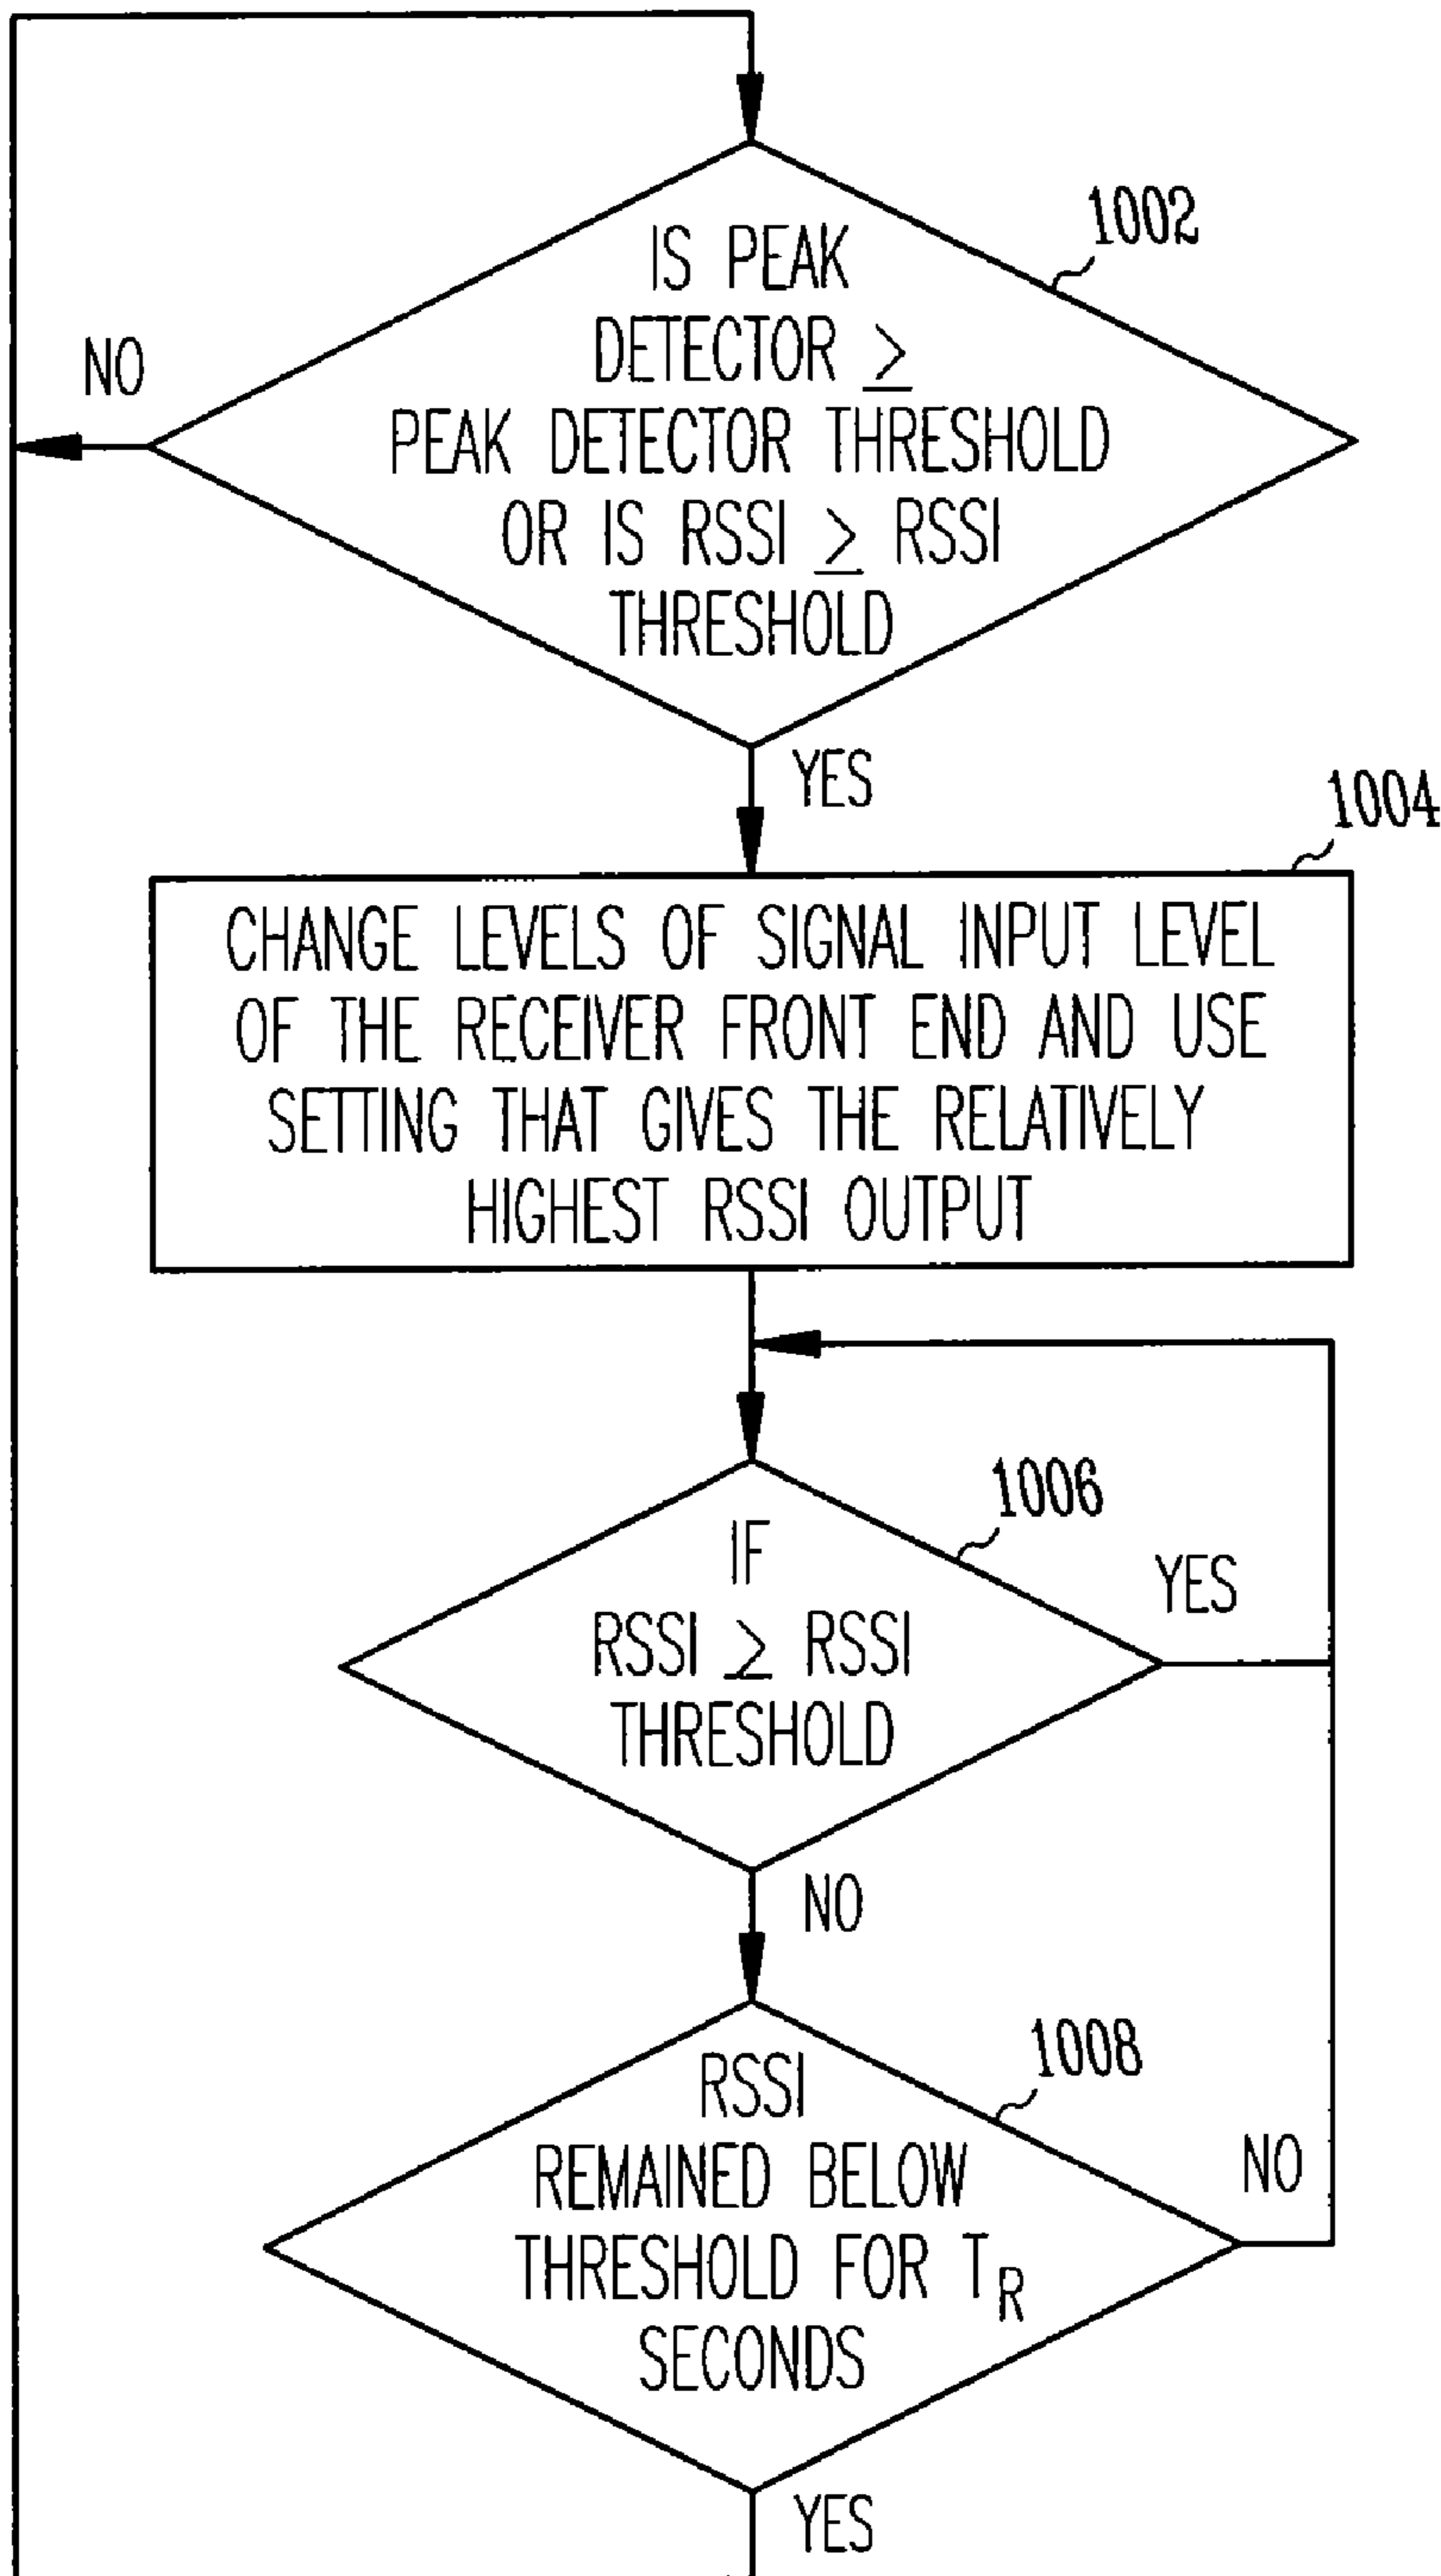 1002
IS PEAK
DETECTOR ≥
NO
PEAK DETECTOR THRESHOLD
OR IS RSSI ≥ RSSI
THRESHOLD
YES
1004
CHANGE LEVELS OF SIGNAL INPUT LEVEL
OF THE RECEIVER FRONT END AND USE
SETTING THAT GIVES THE RELATIVELY
HIGHEST RSSI OUTPUT
1006
IF
YES
RSSI ≥ RSSI
THRESHOLD
NO
1008
RSSI
REMAINED BELOW
NO
THRESHOLD FOR TR
SECONDS
YES